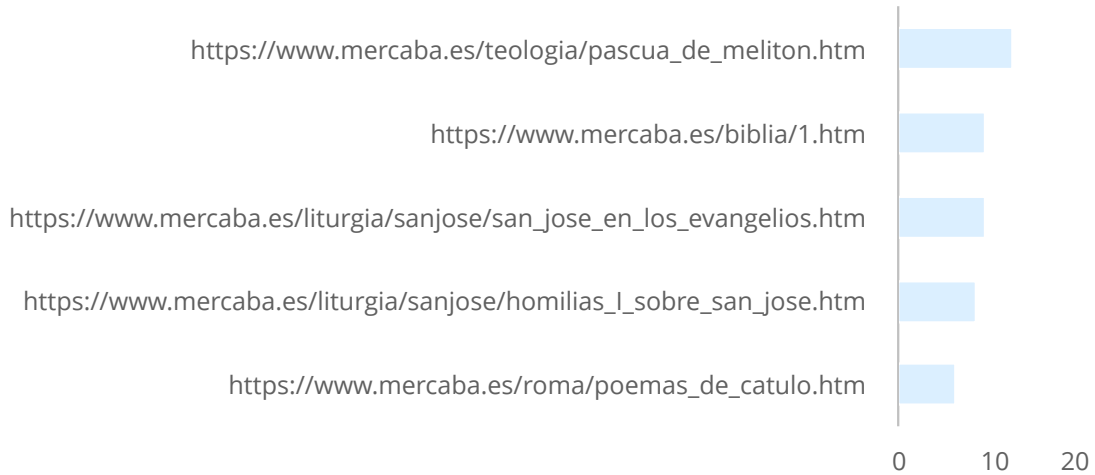 https://www.mercaba.es/teologia/pascua_de_meliton.htm
https://www.mercaba.es/biblia/1.htm
https://www.mercaba.es/liturgia/sanjose/san_jose_en_los_evangelios.htm
https://www.mercaba.es/liturgia/sanjose/homilias_I_sobre_san_jose.htm
https://www.mercaba.es/roma/poemas_de_catulo.htm
0 10 20